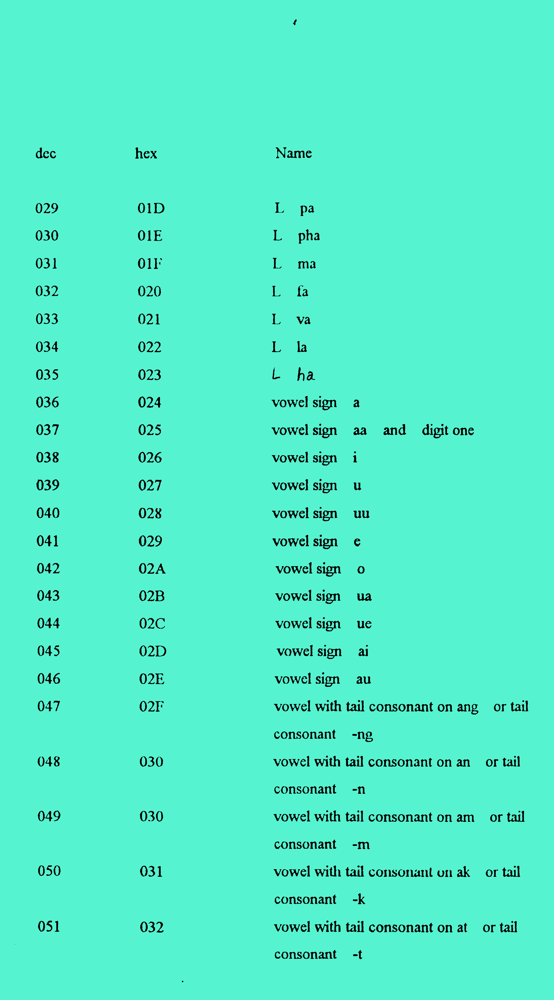 dec hex Name
029 01D L pa
030 01E L pha
031 01F L ma
032 020 L fa
033 021 L va
034 022 L la
035 023 L ha
036 024 vowel sign a
037 025 vowel sign aa and digit one
038 026 vowel sign i
039 027 vowel sign u
040 028 vowel sign uu
041 029 vowel sign e
042 02A vowel sign o
043 02B vowel sign ua
044 02C vowel sign ue
045 02D vowel sign ai
046 02E vowel sign au
047 02F vowel with tail consonant on ang or tail
consonant -ng
048 030 vowel with tail consonant on an or tail
consonant -n
049 030 vowel with tail consonant on am or tail
consonant -m
050 031 vowel with tail consonant on ak or tail
consonant -k
051 032 vowel with tail consonant on at or tail
consonant -t